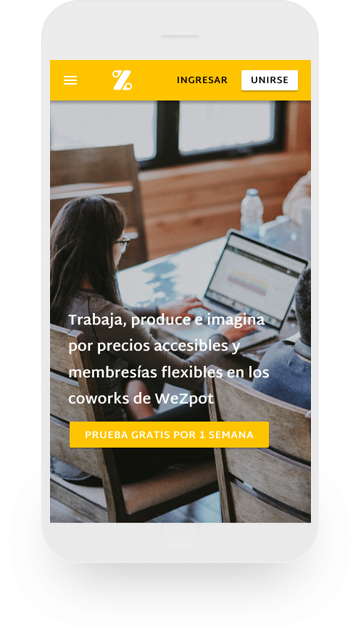 INGRESAR
UNIRSE
Trabaja, produce e imagina
por precios accesibles y
membresías flexibles en los
coworks de WeZpot
PRUEBA GRATIS POR 1 SEMANA